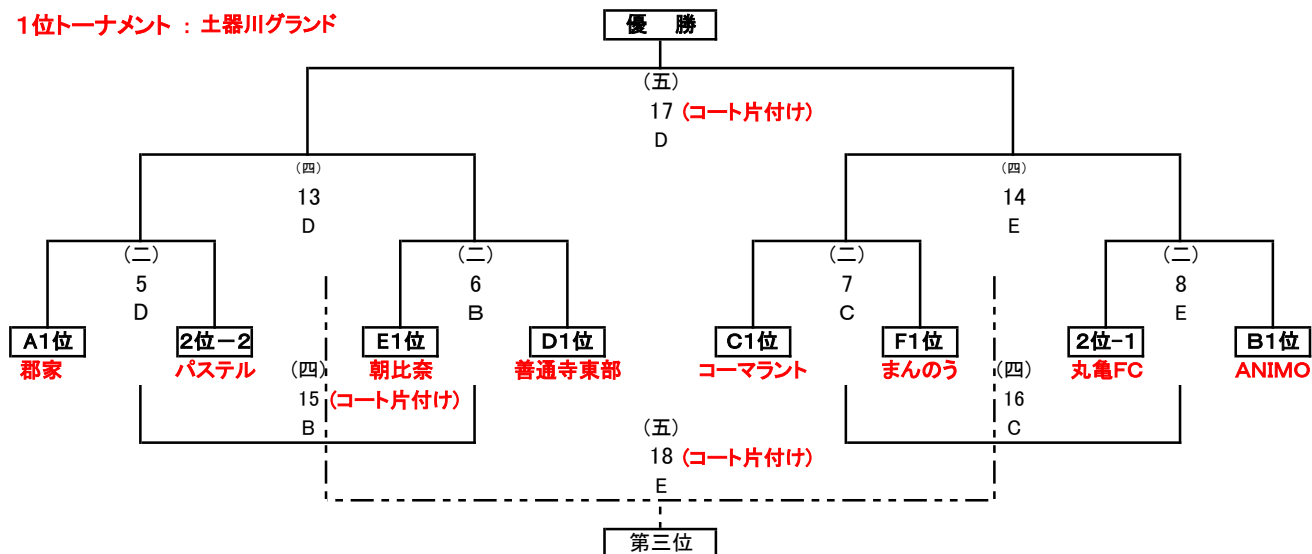 1位トーナメント ： 土器川グランド
優 勝
(五)
17 (コート片付け)
D
(四) (四)
13 14
D E
(二) (二) (二) (二)
5 6 7 8
D B C E
A1位 2位－2 E1位 D1位 C1位 F1位 2位-1 B1位
郡家 パステル (四) 朝比奈 善通寺東部 コーマラント まんのう (四) 丸亀FC ANIMO
15 (コート片付け) 16
B C
(五)
18 (コート片付け)
E
第三位